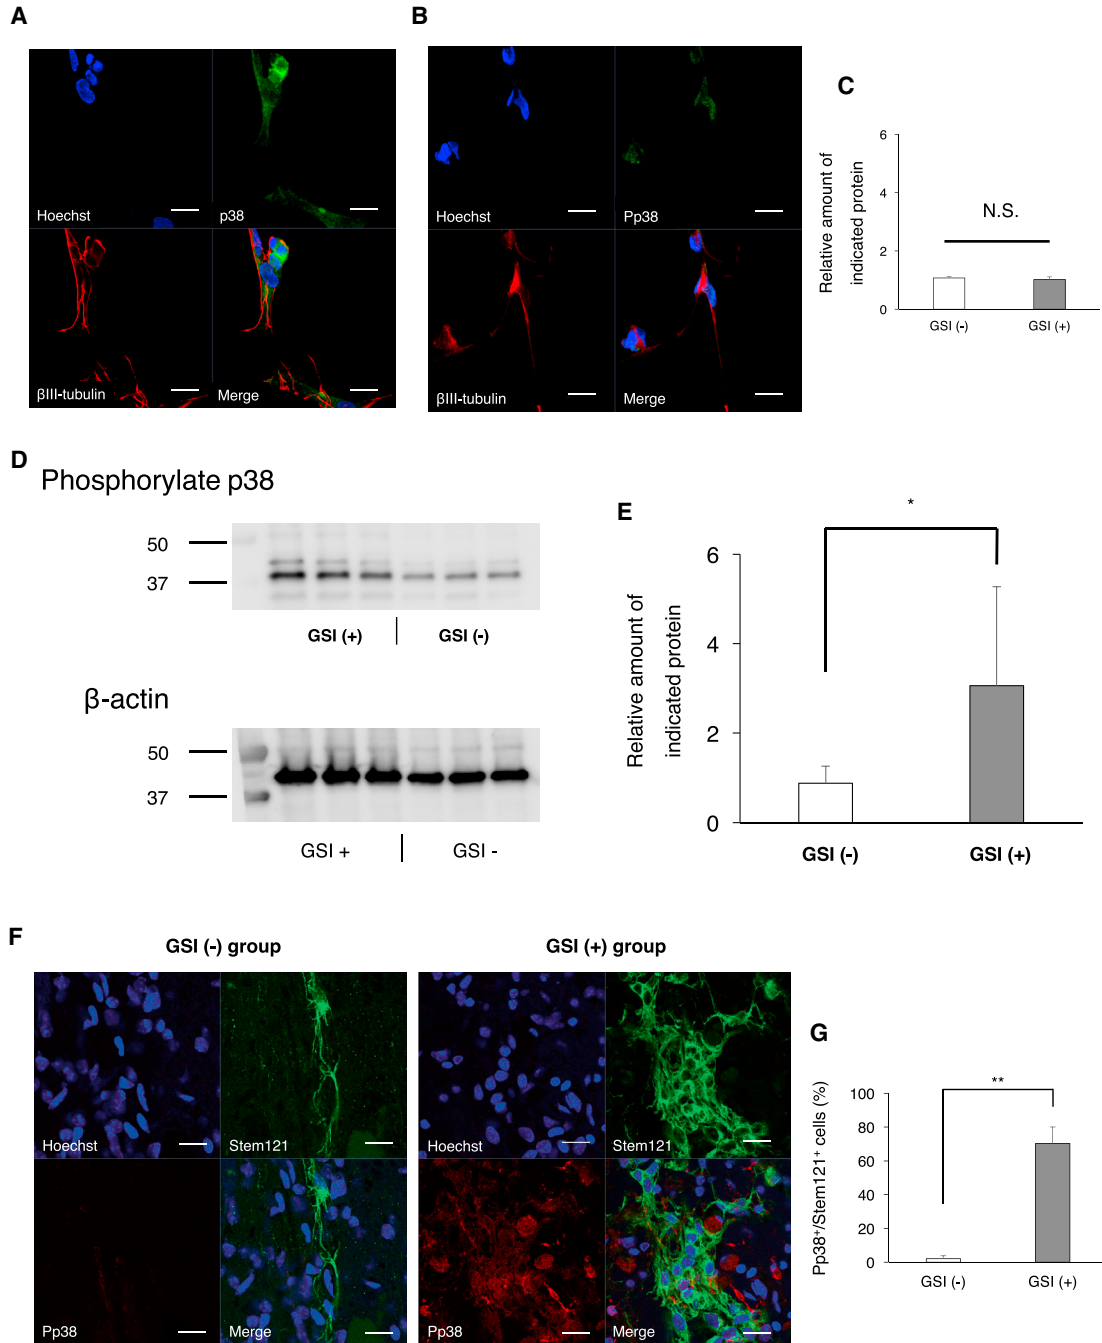 A
Hoechst
p38
βIII-tubulin
Merge
B
Hoechst
Pp38
βIII-tubulin
Merge
C
Relative amount of
indicated protein
6
4
2
0
N.S.
GSI (-)
GSI (+)
D
Phosphorylate p38
50
37
GSI (+)
GSI (-)
β-actin
50
37
GSI +
GSI -
E
Relative amount of
indicated protein
6
4
2
0
*
GSI (-)
GSI (+)
F
GSI (-) group
GSI (+) group
Hoechst
Stem121
Hoechst
Stem121
Pp38
Merge
Pp38
Merge
G
Pp38⁺/Stem121⁺ cells (%)
100
80
60
40
20
0
**
GSI (-)
GSI (+)